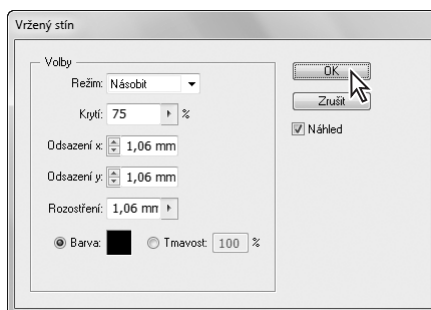 Vržený stín
Volby
Režim: Násobit
Krytí: 75 %
Odsazení x: 1,06 mm
Odsazení y: 1,06 mm
Rozostření: 1,06 mm
Barva: Tmavost: 100 %
OK
Zrušit
Náhled